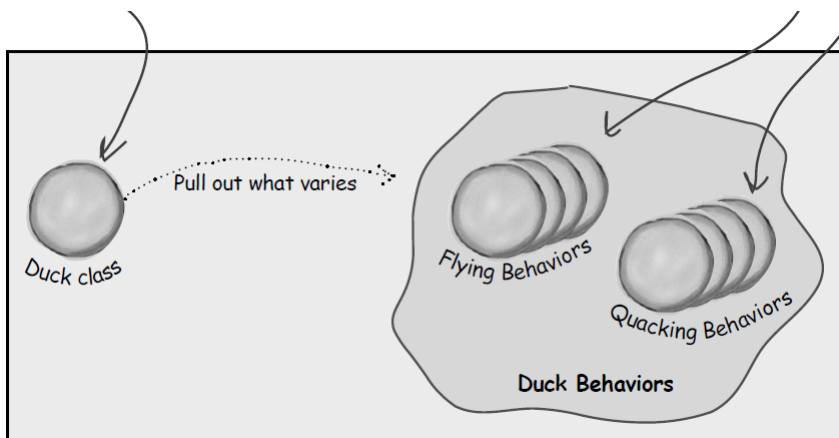 Pull out what varies
Duck class
Flying Behaviors
Quacking Behaviors
Duck Behaviors